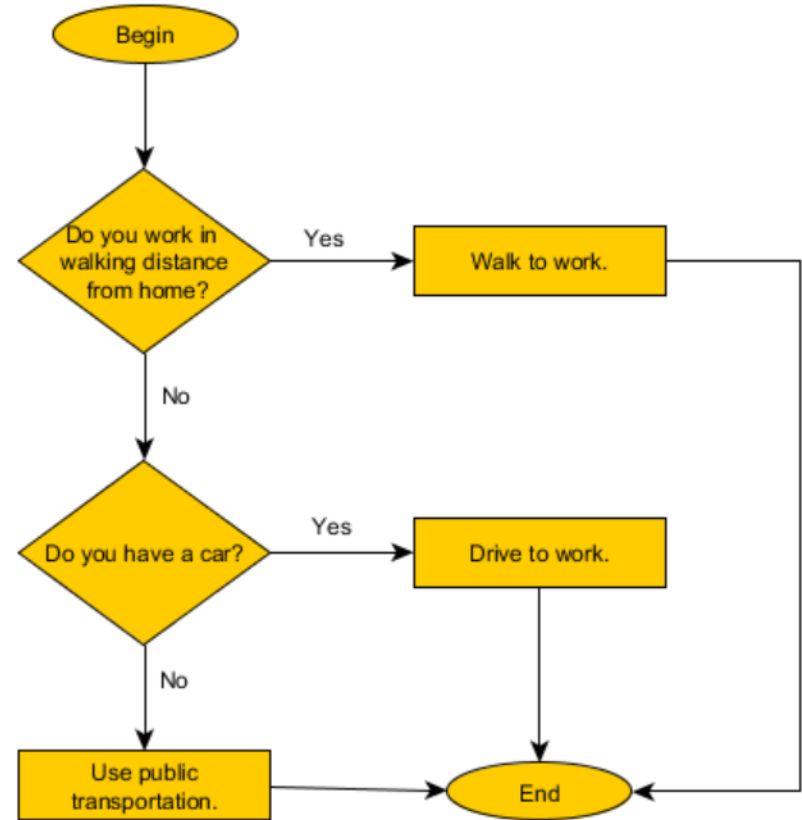 Begin
Do you work in
walking distance
from home?
Yes
Walk to work.
No
Do you have a car?
Yes
Drive to work.
No
Use public
transportation.
End